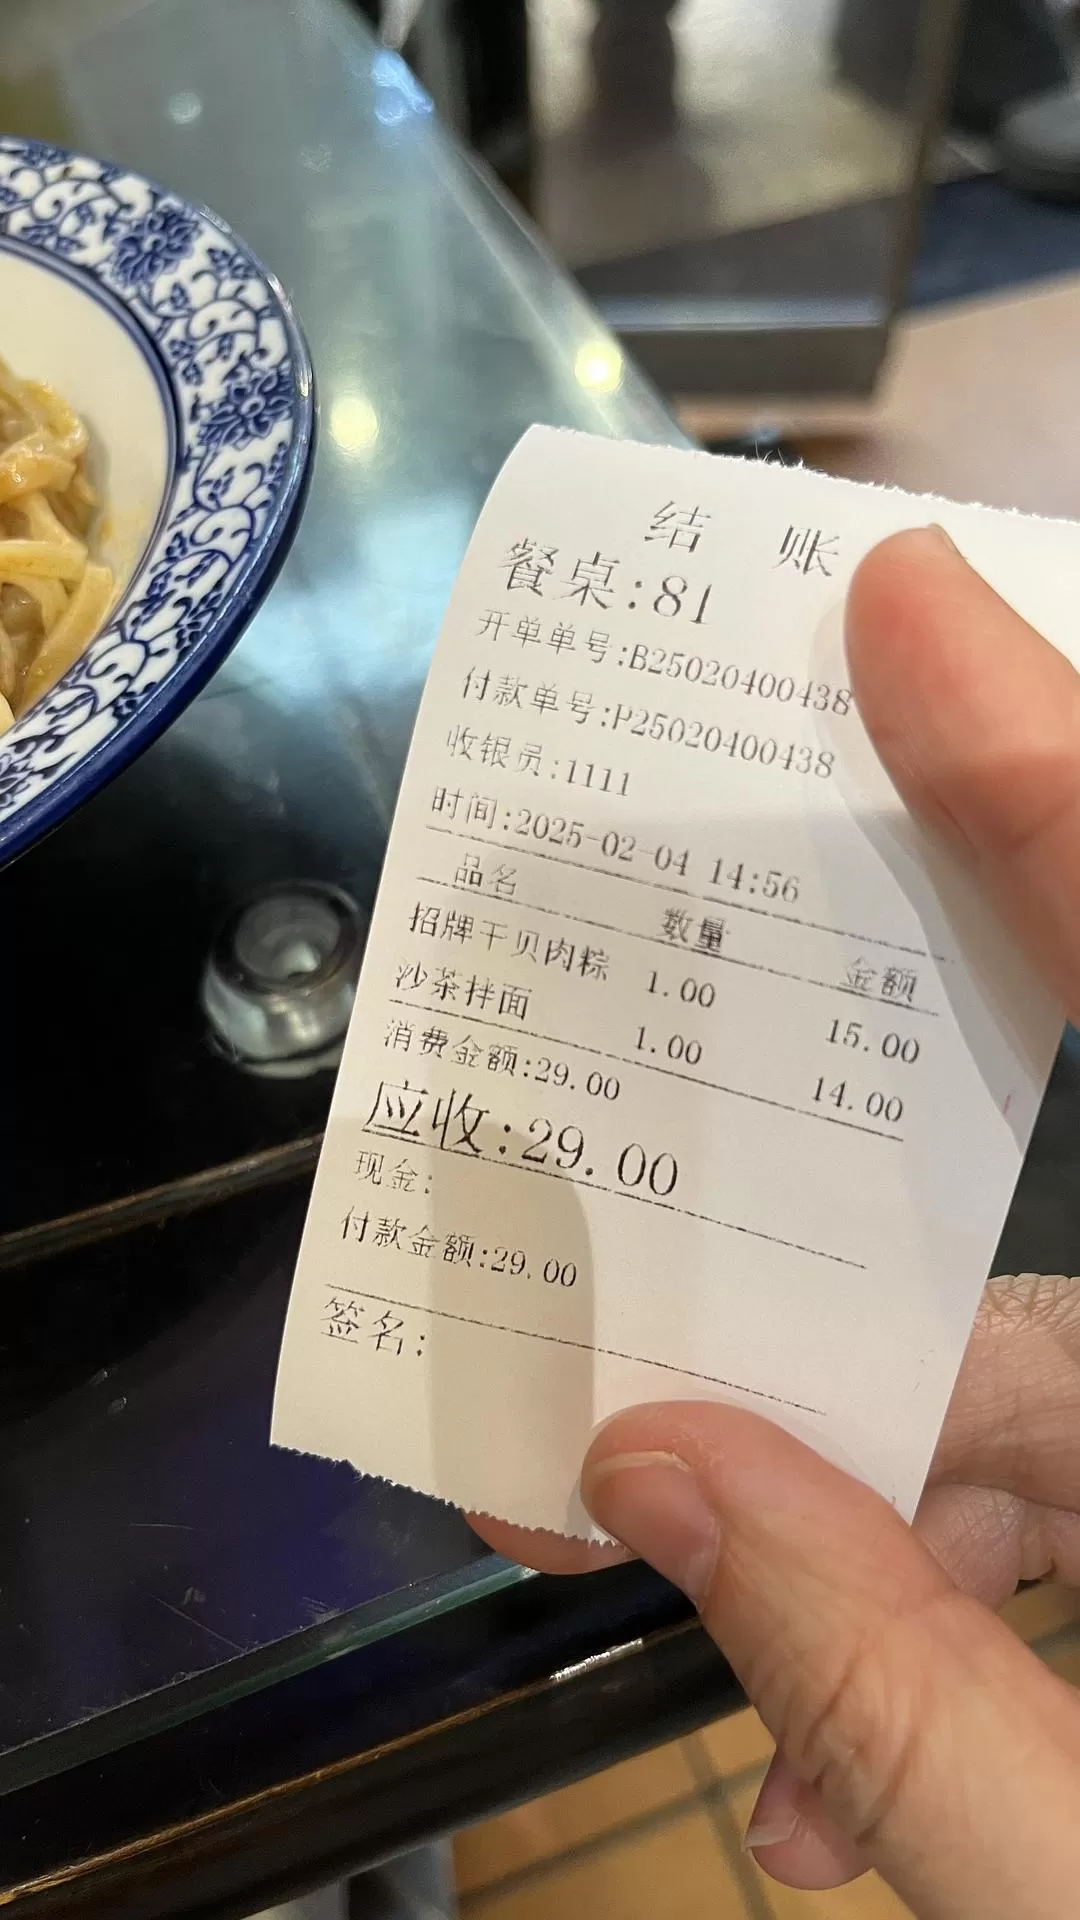 结 账
餐桌:81
开单单号:B25020400438
付款单号:P25020400438
收银员:1111
时间:2025-02-04 14:56
品名 数量 金额
招牌干贝肉粽 1.00 15.00
沙茶拌面 1.00 14.00
消费金额:29.00
应收:29.00
现金:
付款金额:29.00
签名: